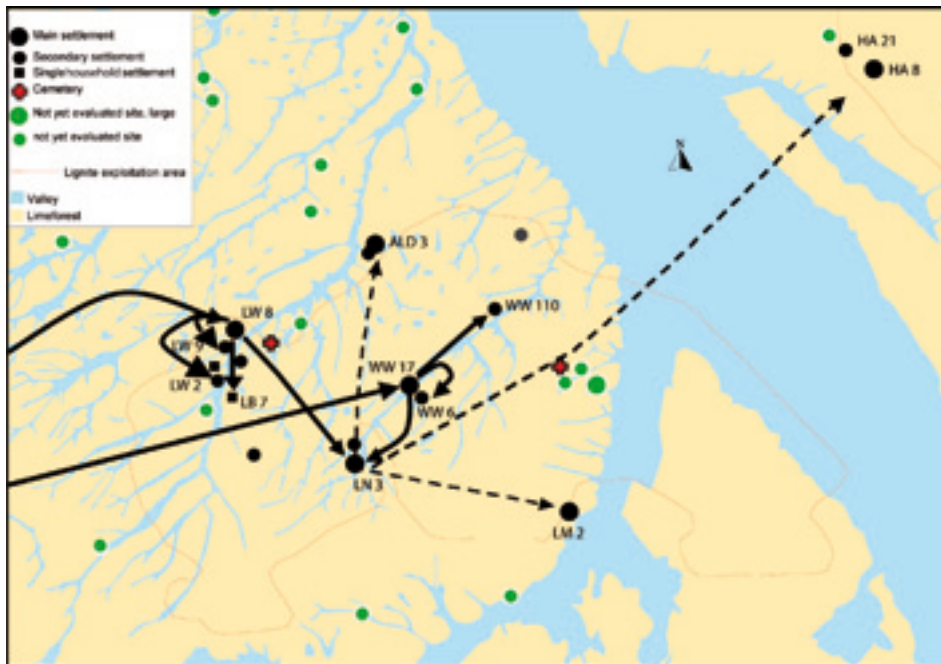 Main settlement
Secondary settlement
Singlehousehold settlement
Cemetery
Not yet evaluated site, large
not yet evaluated site
Lignite exploitation area
Valley
Limeforest
HA 21
HA 8
N
ALD 3
LW 8
WW 110
LW 9
WW 17
LW 2
LB 7
WW 6
LN 3
LM 2